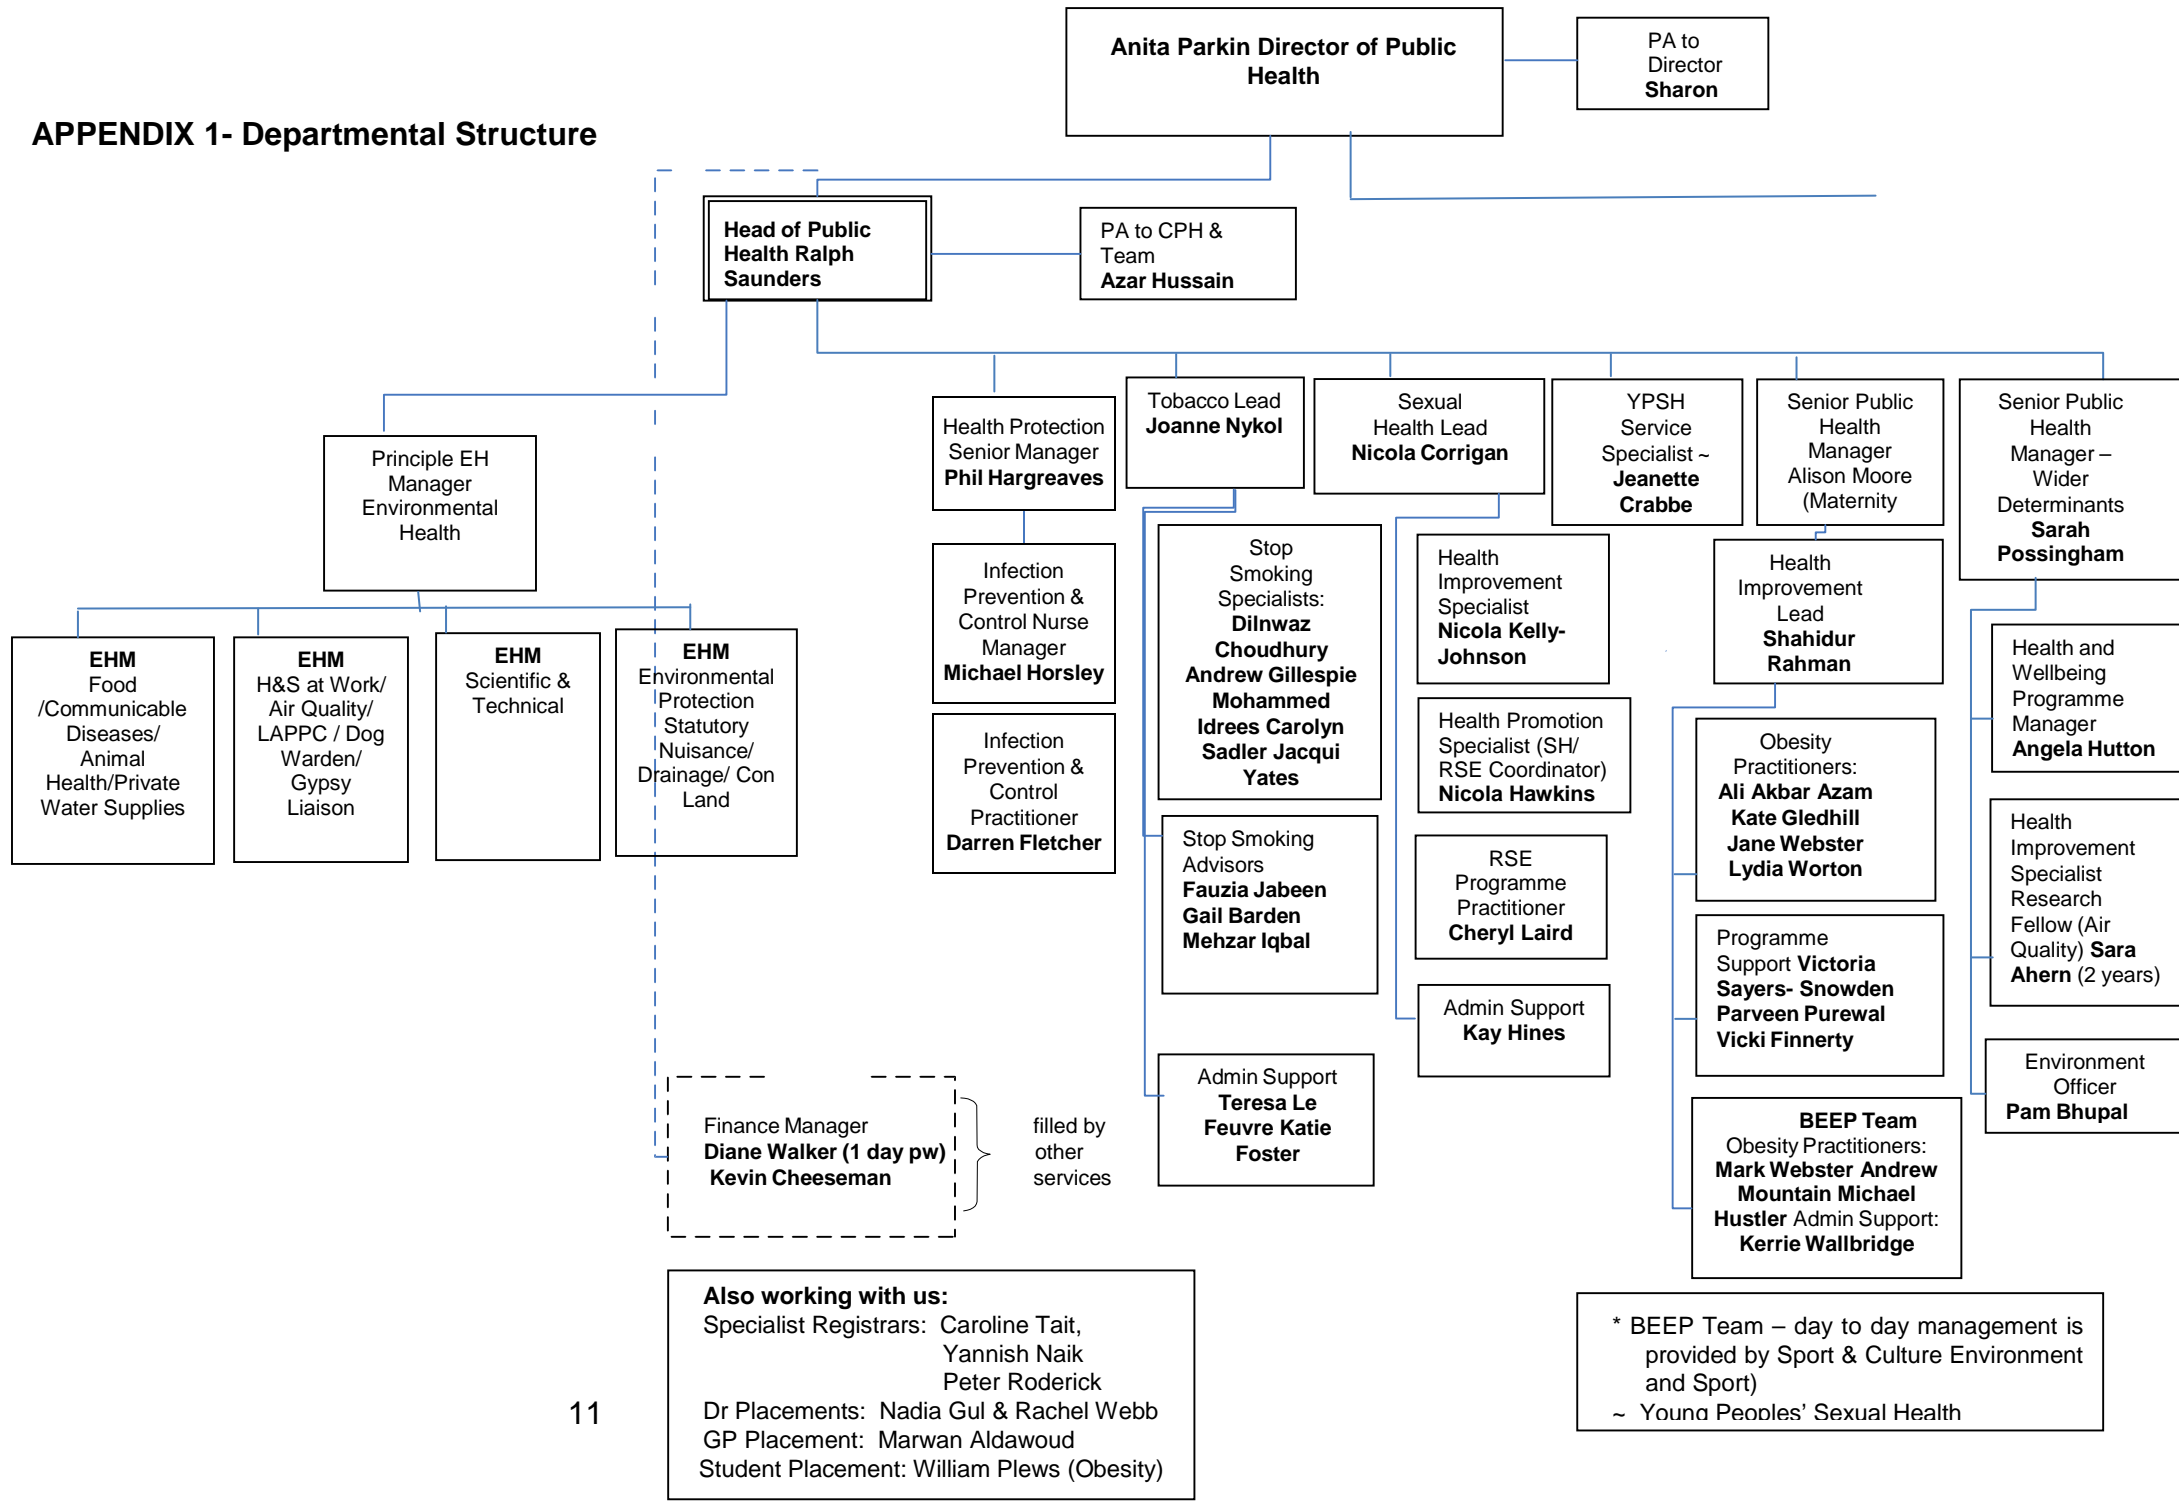 Anita Parkin Director of Public
Health
PA to
Director
Sharon
APPENDIX 1- Departmental Structure
Head of Public
Health Ralph
Saunders
PA to CPH &
Team
Azar Hussain
Principle EH
Manager
Environmental
Health
EHM
Food
/Communicable
Diseases/
Animal
Health/Private
Water Supplies
EHM
H&S at Work/
Air Quality/
LAPPC / Dog
Warden/
Gypsy
Liaison
EHM
Scientific &
Technical
EHM
Environmental
Protection
Statutory
Nuisance/
Drainage/ Con
Land
Health Protection
Senior Manager
Phil Hargreaves
Infection
Prevention &
Control Nurse
Manager
Michael Horsley
Infection
Prevention &
Control
Practitioner
Darren Fletcher
Tobacco Lead
Joanne Nykol
Stop
Smoking
Specialists:
Dilnwaz
Choudhury
Andrew Gillespie
Mohammed
Idrees Carolyn
Sadler Jacqui
Yates
Stop Smoking
Advisors
Fauzia Jabeen
Gail Barden
Mehzar Iqbal
Admin Support
Teresa Le
Feuvre Katie
Foster
Sexual
Health Lead
Nicola Corrigan
Health
Improvement
Specialist
Nicola Kelly-
Johnson
Health Promotion
Specialist (SH/
RSE Coordinator)
Nicola Hawkins
RSE
Programme
Practitioner
Cheryl Laird
Admin Support
Kay Hines
YPSH
Service
Specialist ~
Jeanette
Crabbe
Senior Public
Health
Manager
Alison Moore
(Maternity
Health
Improvement
Lead
Shahidur
Rahman
Obesity
Practitioners:
Ali Akbar Azam
Kate Gledhill
Jane Webster
Lydia Worton
Programme
Support Victoria
Sayers- Snowden
Parveen Purewal
Vicki Finnerty
BEEP Team
Obesity Practitioners:
Mark Webster Andrew
Mountain Michael
Hustler Admin Support:
Kerrie Wallbridge
Senior Public
Health
Manager –
Wider
Determinants
Sarah
Possingham
Health and
Wellbeing
Programme
Manager
Angela Hutton
Health
Improvement
Specialist
Research
Fellow (Air
Quality) Sara
Ahern (2 years)
Environment
Officer
Pam Bhupal
Finance Manager
Diane Walker (1 day pw)
Kevin Cheeseman
filled by
other
services
Also working with us:
Specialist Registrars: Caroline Tait,
Yannish Naik
Peter Roderick
Dr Placements: Nadia Gul & Rachel Webb
GP Placement: Marwan Aldawoud
Student Placement: William Plews (Obesity)
* BEEP Team – day to day management is
provided by Sport & Culture Environment
and Sport)
~ Young Peoples' Sexual Health
11